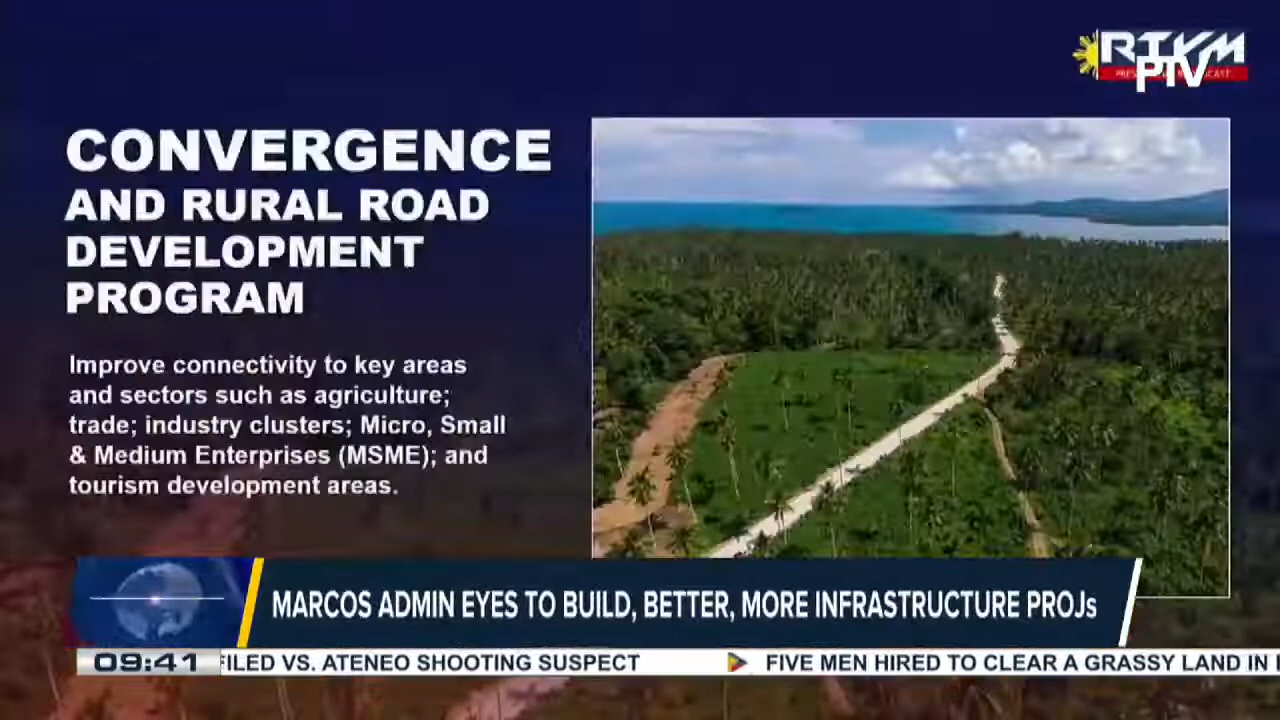 RTVM
PTV
CONVERGENCE
AND RURAL ROAD
DEVELOPMENT
PROGRAM
Improve connectivity to key areas
and sectors such as agriculture;
trade; industry clusters; Micro, Small
& Medium Enterprises (MSME); and
tourism development areas.
MARCOS ADMIN EYES TO BUILD, BETTER, MORE INFRASTRUCTURE PROJs
09:41 FILED VS. ATENEO SHOOTING SUSPECT FIVE MEN HIRED TO CLEAR A GRASSY LAND IN